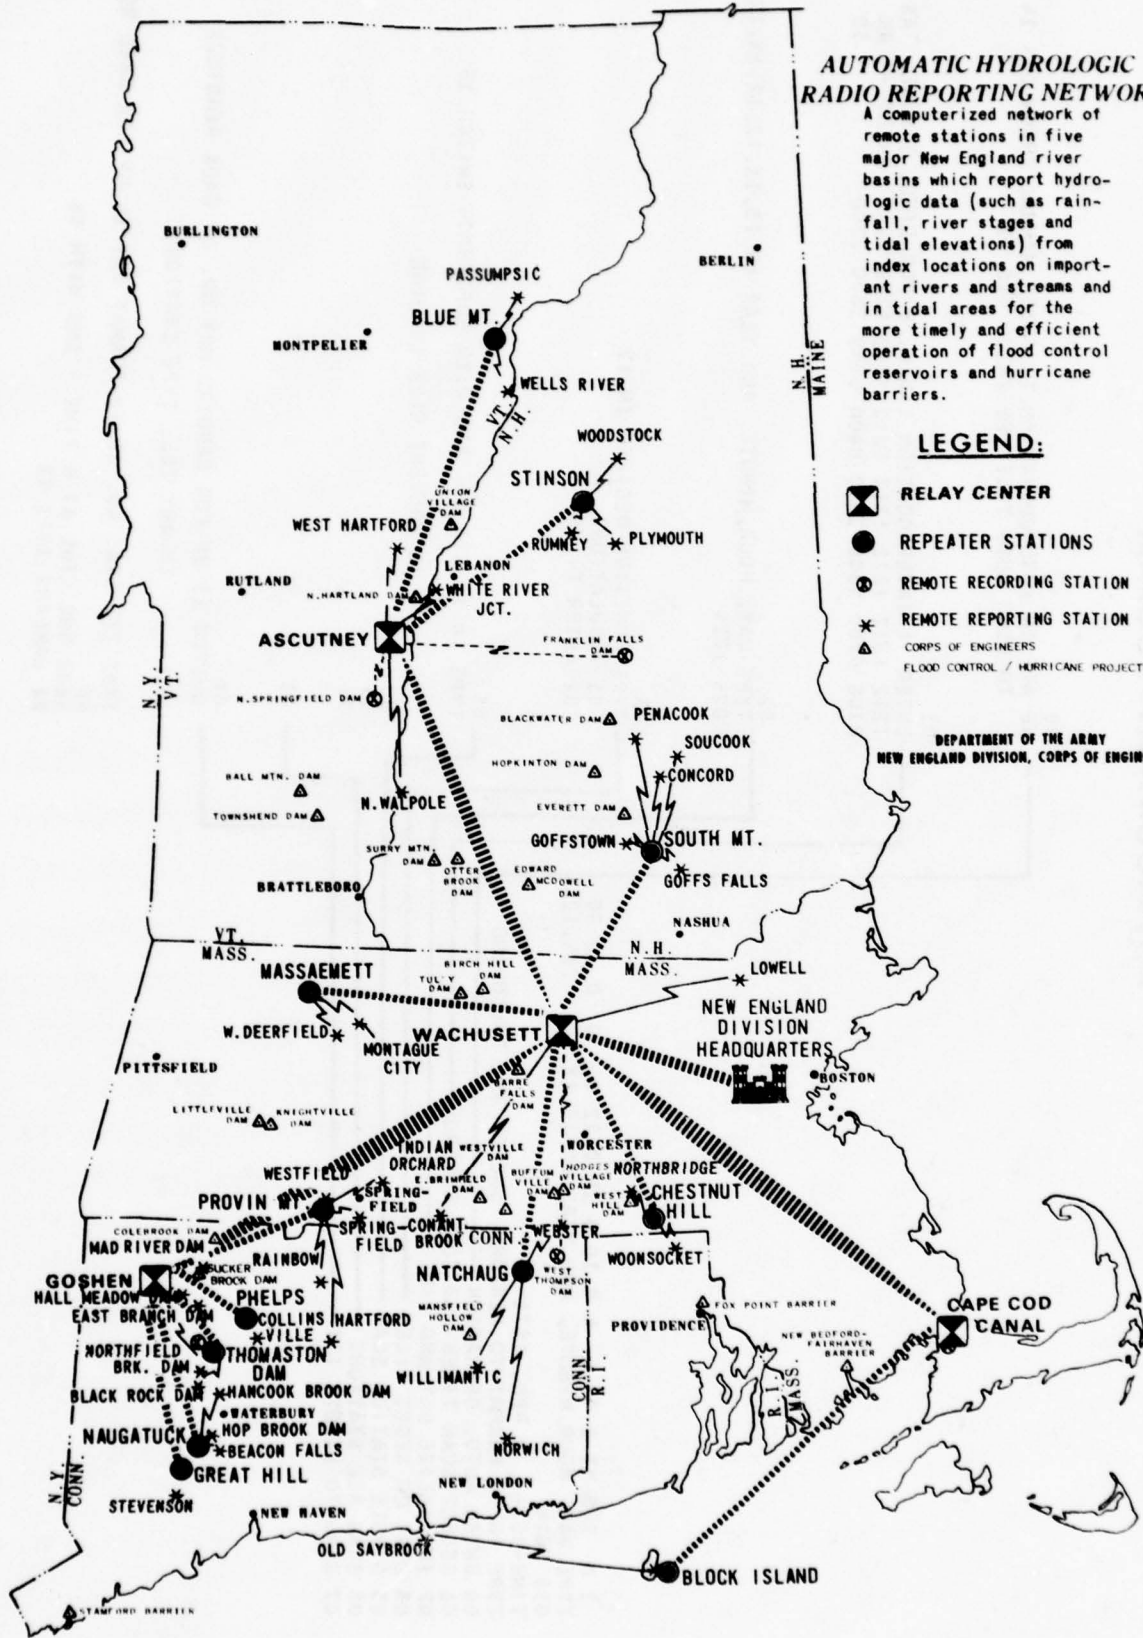 AUTOMATIC HYDROLOGIC
RADIO REPORTING NETWOR
A computerized network of
remote stations in five
major New England river
basins which report hydro-
logic data (such as rain-
fall, river stages and
tidal elevations) from
index locations on import-
ant rivers and streams and
in tidal areas for the
more timely and efficient
operation of flood control
reservoirs and hurricane
barriers.
LEGEND:
RELAY CENTER
REPEATER STATIONS
REMOTE RECORDING STATION
REMOTE REPORTING STATION
CORPS OF ENGINEERS
FLOOD CONTROL / HURRICANE PROJECT
DEPARTMENT OF THE ARMY
NEW ENGLAND DIVISION, CORPS OF ENGIN
BURLINGTON
BERLIN
PASSUMPSIC
BLUE MT.
MONTPELIER
N.H.
MAINE
WELLS RIVER
VT.
N.H.
WOODSTOCK
STINSON
UNION
VILLAGE
DAM
WEST HARTFORD
RUMNEY
PLYMOUTH
LEBANON
RUTLAND
N.HARTLAND DAM
WHITE RIVER
JCT.
ASCUTNEY
FRANKLIN FALLS
DAM
N.Y.
VT.
N.SPRINGFIELD DAM
BLACKWATER DAM
PENACOOK
SOUCOOK
HOPKINTON DAM
CONCORD
BALL MTN. DAM
N.WALPOLE
TOWNSHEND DAM
EVERETT DAM
GOFFSTOWN
SOUTH MT.
SURRY MTN.
DAM
OTTER
BROOK
DAM
EDWARD
MCDOWELL
DAM
GOFFS FALLS
BRATTLEBORO
NASHUA
VT.
MASS.
N.H.
MASS.
BIRCH HILL
DAM
TULLY
DAM
LOWELL
MASSAEMETT
NEW ENGLAND
DIVISION
HEADQUARTERS
W.DEERFIELD
WACHUSETT
MONTAGUE
CITY
PITTSFIELD
BOSTON
BARRE
FALLS
DAM
LITTLEVILLE
DAM
KNIGHTVILLE
DAM
WORCESTER
INDIAN
ORCHARD
WESTVILLE
DAM
WESTFIELD
E.BRIMFIELD
DAM
BUFFUM
VILLE
DAM
HODGES
VILLAGE
DAM
NORTHBRIDGE
PROVIN MT.
SPRING-
FIELD
WEST
HILL
DAM
CHESTNUT
HILL
COLEBROOK DAM
SPRING-
FIELD
CONANT
BROOK
CONN.
WEBSTER
MAD RIVER DAM
RAINBOW
WOONSOCKET
SUCKER
BROOK DAM
GOSHEN
NATCHAUG
WEST
THOMPSON
DAM
HALL MEADOW DAMS
PHELPS
EAST BRANCH DAM
COLLINS
VILLE
HARTFORD
MANSFIELD
HOLLOW
DAM
FOX POINT BARRIER
CAPE COD
CANAL
PROVIDENCE
NEW BEDFORD-
FAIRHAVEN
BARRIER
NORTHFIELD
BRK. DAM
THOMASTON
DAM
WILLIMANTIC
CONN.
R.I.
R.I.
MASS.
BLACK ROCK DAM
HANCOOK BROOK DAM
WATERBURY
HOP BROOK DAM
NAUGATUCK
BEACON FALLS
NORWICH
GREAT HILL
N.Y.
CONN.
STEVENSON
NEW LONDON
NEW HAVEN
OLD SAYBROOK
BLOCK ISLAND
STAMFORD BARRIER